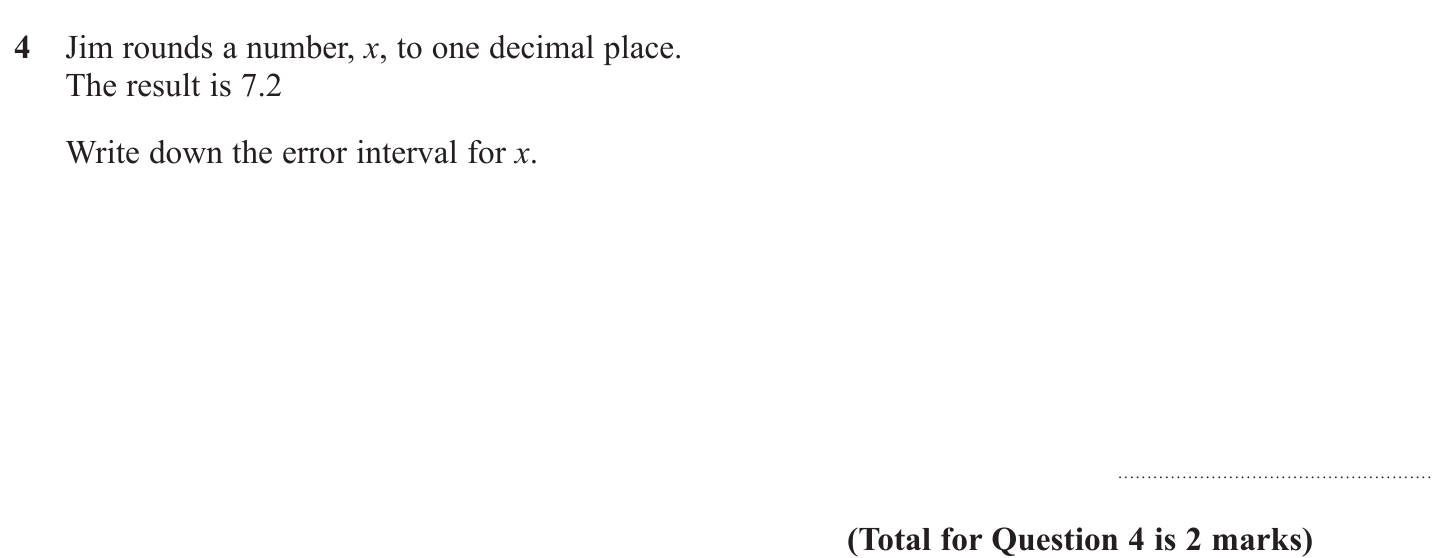 4 Jim rounds a number, x, to one decimal place.
The result is 7.2
Write down the error interval for x.
(Total for Question 4 is 2 marks)